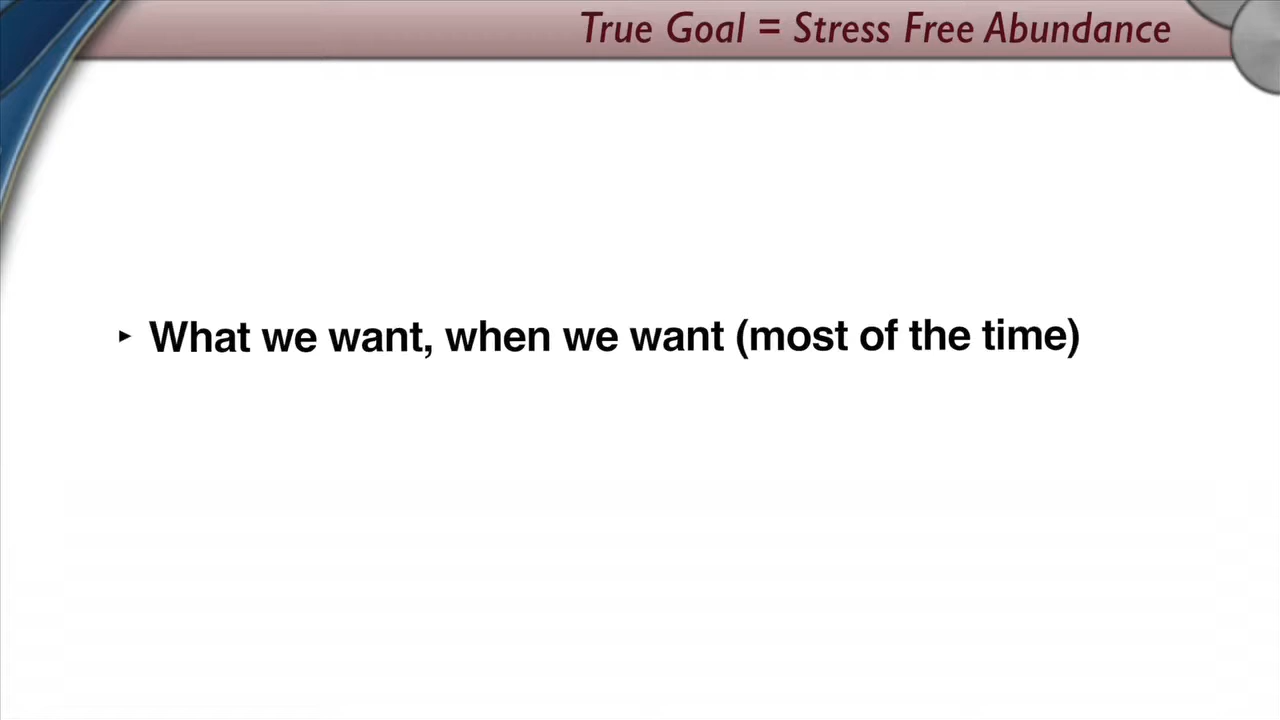 True Goal = Stress Free Abundance
‣ What we want, when we want (most of the time)